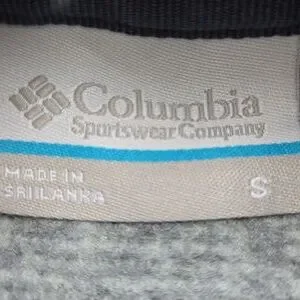 Columbia
Sportswear Company
MADE IN
SRI LANKA
S